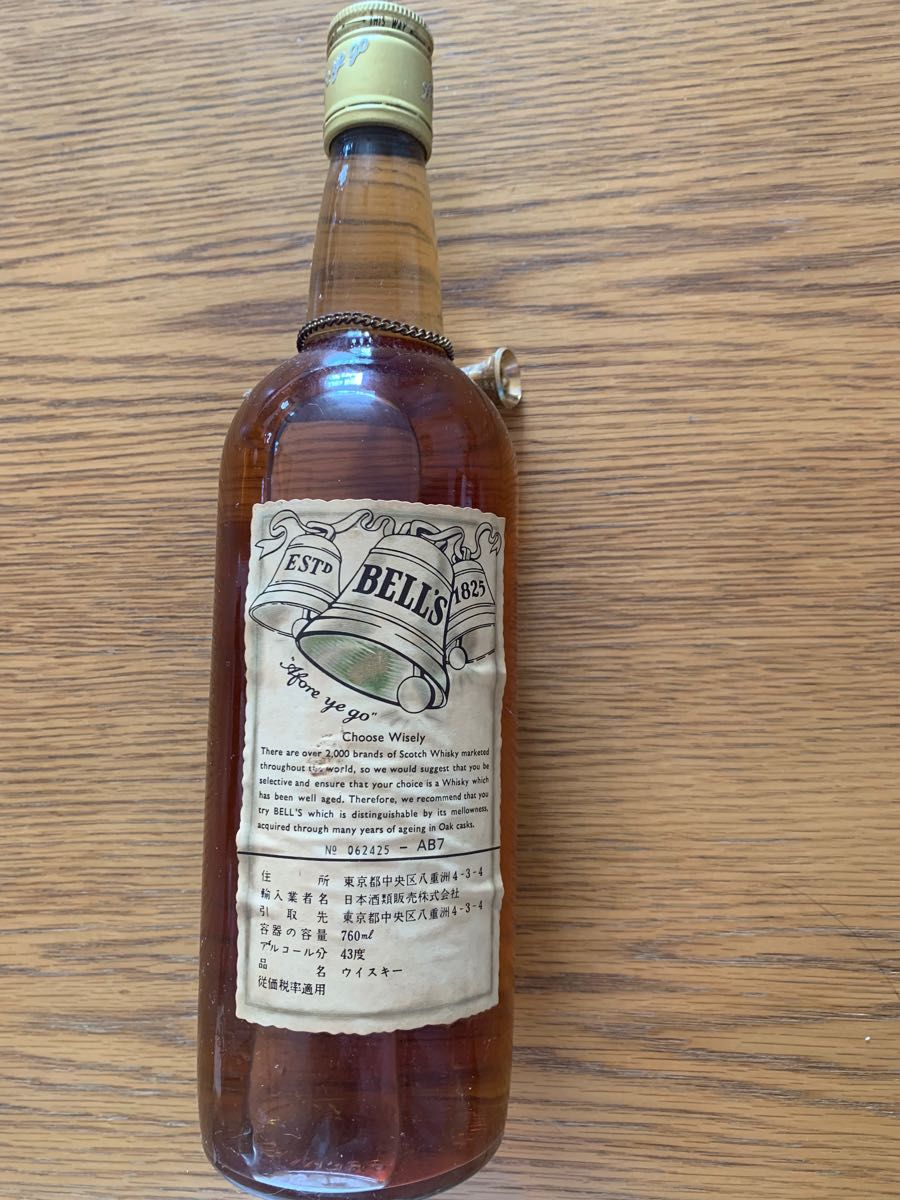 THIS WAY
ye go
ESTD
BELL'S
1825
"Afore ye go"
Choose Wisely
There are over 2,000 brands of Scotch Whisky marketed
throughout the world, so we would suggest that you be
selective and ensure that your choice is a Whisky which
has been well aged. Therefore, we recommend that you
try BELL'S which is distinguishable by its mellowness,
acquired through many years of ageing in Oak casks.
№ 062425 - AB7
住所 東京都中央区八重洲4-3-4
輸入業者名 日本酒類販売株式会社
引取先 東京都中央区八重洲4-3-4
容器の容量 760ml
アルコール分 43度
品名 ウイスキー
従価税率適用